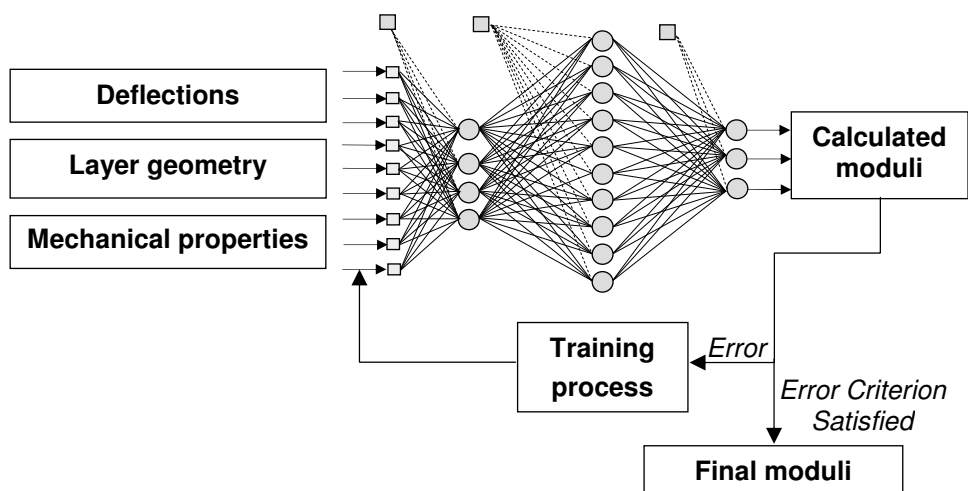 Deflections
Layer geometry
Mechanical properties
Calculated
moduli
Training
process
Error
Error Criterion
Satisfied
Final moduli